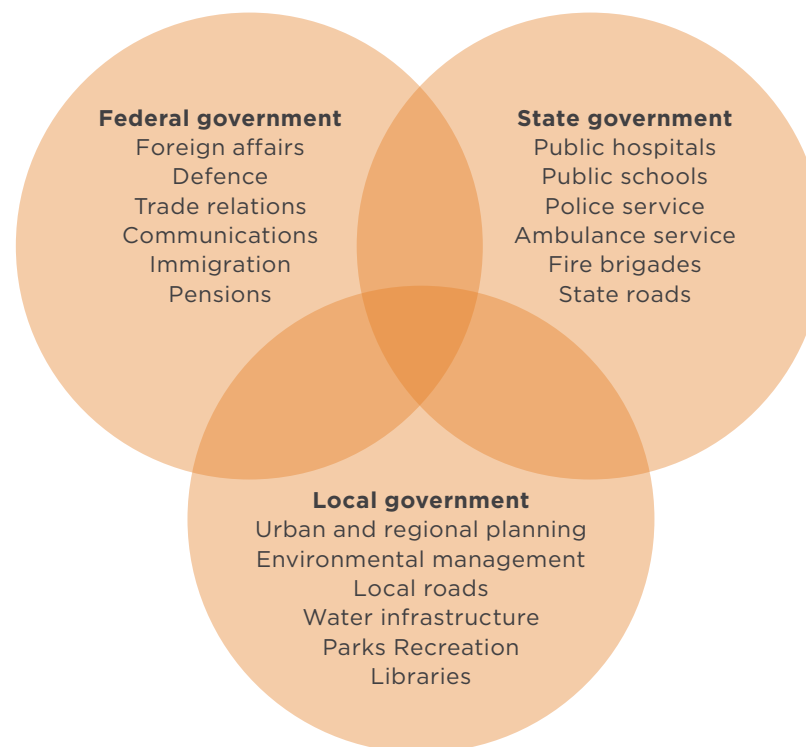 Federal government
Foreign affairs
Defence
Trade relations
Communications
Immigration
Pensions
State government
Public hospitals
Public schools
Police service
Ambulance service
Fire brigades
State roads
Local government
Urban and regional planning
Environmental management
Local roads
Water infrastructure
Parks Recreation
Libraries